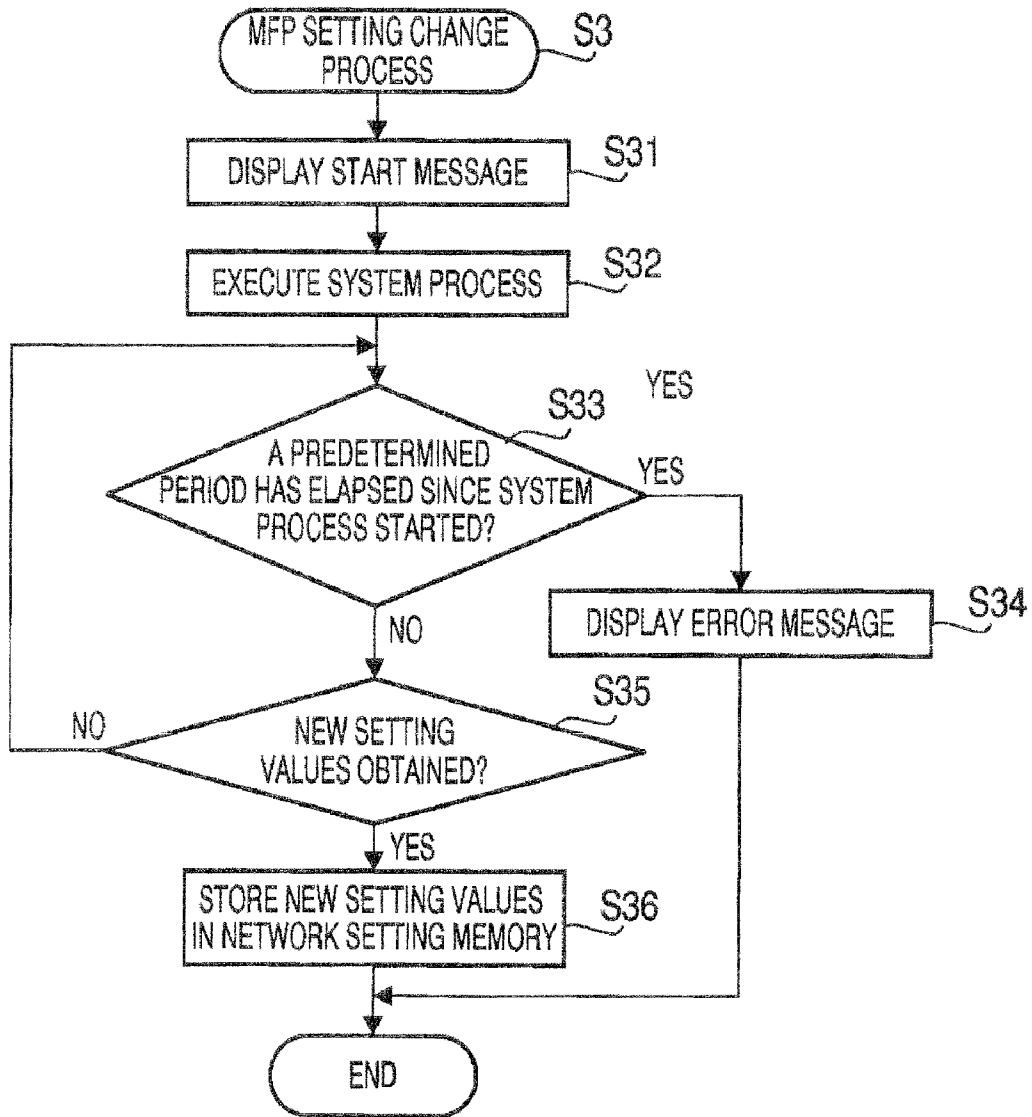 MFP SETTING CHANGE
PROCESS
S3
DISPLAY START MESSAGE
S31
EXECUTE SYSTEM PROCESS
S32
YES
S33
A PREDETERMINED
PERIOD HAS ELAPSED SINCE SYSTEM
PROCESS STARTED?
YES
DISPLAY ERROR MESSAGE
S34
NO
S35
NO
NEW SETTING
VALUES OBTAINED?
YES
STORE NEW SETTING VALUES
IN NETWORK SETTING MEMORY
S36
END